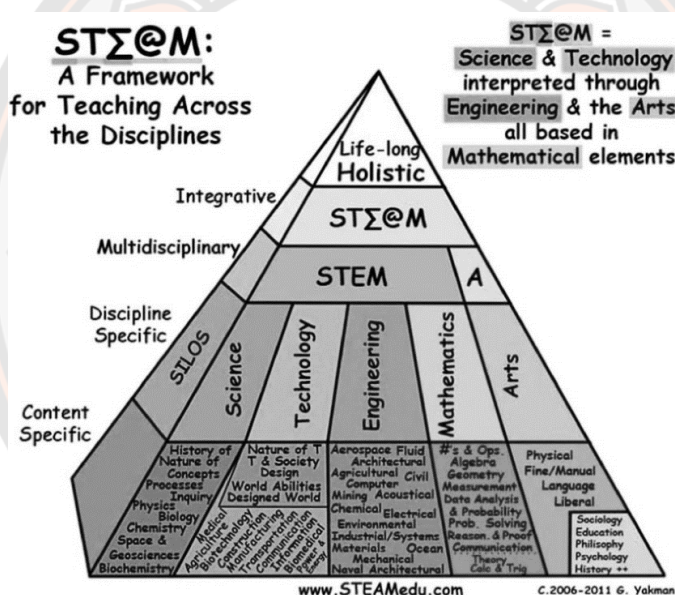 STΣ@M:
A Framework
for Teaching Across
the Disciplines
STΣ@M =
Science & Technology
interpreted through
Engineering & the Arts
all based in
Mathematical elements
Life-long
Holistic
Integrative
STΣ@M
Multidisciplinary
STEM
A
Discipline
Specific
SILOS
Science
Technology
Engineering
Mathematics
Arts
Content
Specific
History of
Nature of
Concepts
Processes
Inquiry
Physics
Biology
Chemistry
Space &
Geosciences
Biochemistry
Nature of T
T & Society
Design
World Abilities
Designed World
Medical
Agriculture &
Biotechnology
Construction
Manufacturing
Transportation
Communication
Information
Biomedical
Power &
Energy
Aerospace Fluid
Architectural
Agricultural Civil
Computer
Mining Acoustical
Chemical Electrical
Environmental
Industrial/Systems
Materials Ocean
Mechanical
Naval Architectural
#'s & Ops.
Algebra
Geometry
Measurement
Data Analysis
& Probability
Prob. Solving
Reason. & Proof
Communication.
Theory
Calc & Trig
Physical
Fine/Manual
Language
Liberal
Sociology
Education
Philisophy
Psychology
History ++
www.STEAMedu.com
C.2006-2011 G. Yakman